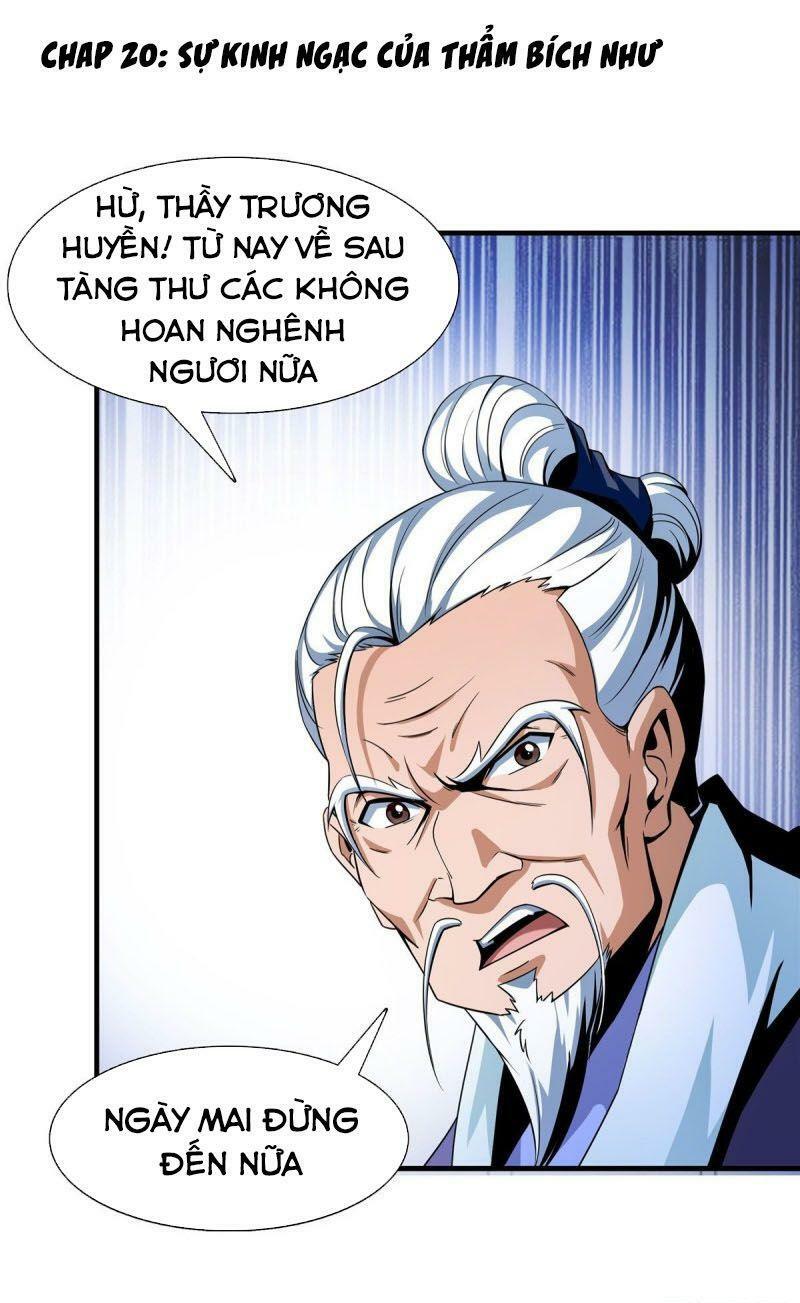 CHAP 20: SỰ KINH NGẠC CỦA THẨM BÍCH NHƯ
HỪ, THẦY TRƯƠNG
HUYỀN! TỪ NAY VỀ SAU
TÀNG THƯ CÁC KHÔNG
HOAN NGHÊNH
NGƯƠI NỮA
NGÀY MAI ĐỪNG
ĐẾN NỮA